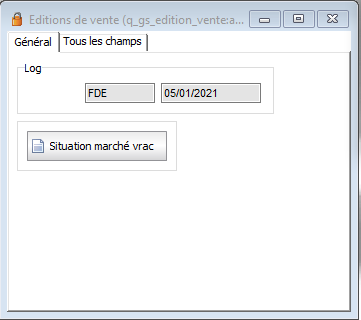 Editions de vente (q_gs_edition_vente:a...
Général Tous les champs
Log
FDE 05/01/2021
Situation marché vrac